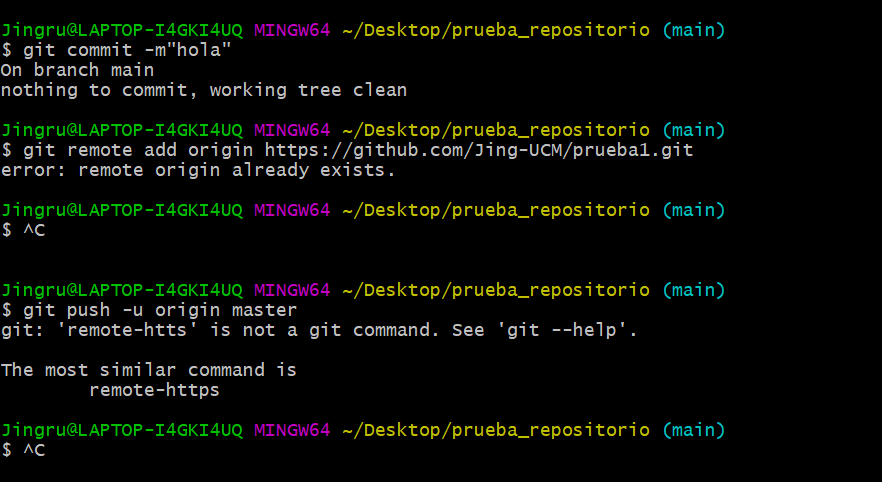 Jingru@LAPTOP-I4GKI4UQ MINGW64 ~/Desktop/prueba_repositorio (main)
$ git commit -m"hola"
On branch main
nothing to commit, working tree clean
Jingru@LAPTOP-I4GKI4UQ MINGW64 ~/Desktop/prueba_repositorio (main)
$ git remote add origin https://github.com/Jing-UCM/prueba1.git
error: remote origin already exists.
Jingru@LAPTOP-I4GKI4UQ MINGW64 ~/Desktop/prueba_repositorio (main)
$ ^C
Jingru@LAPTOP-I4GKI4UQ MINGW64 ~/Desktop/prueba_repositorio (main)
$ git push -u origin master
git: 'remote-htts' is not a git command. See 'git --help'.
The most similar command is
remote-https
Jingru@LAPTOP-I4GKI4UQ MINGW64 ~/Desktop/prueba_repositorio (main)
$ ^C